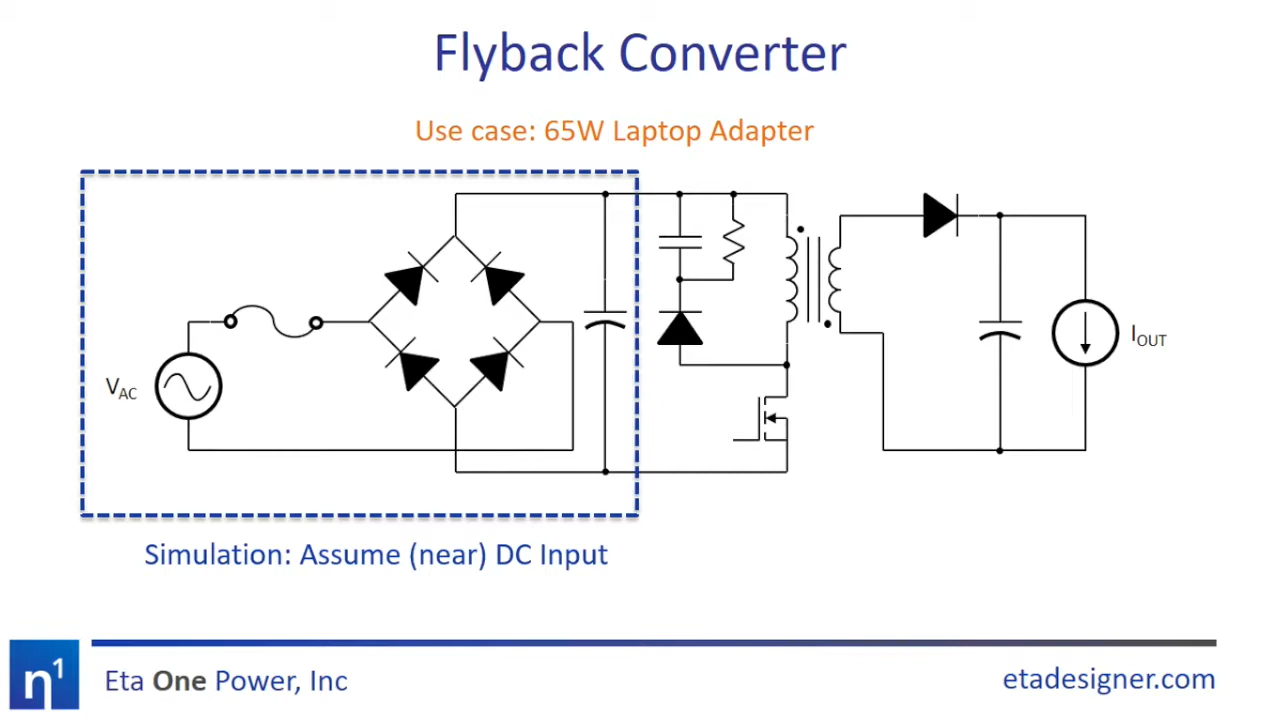 Flyback Converter
Use case: 65W Laptop Adapter
VAC
IOUT
Simulation: Assume (near) DC Input
η1
Eta One Power, Inc
etadesigner.com